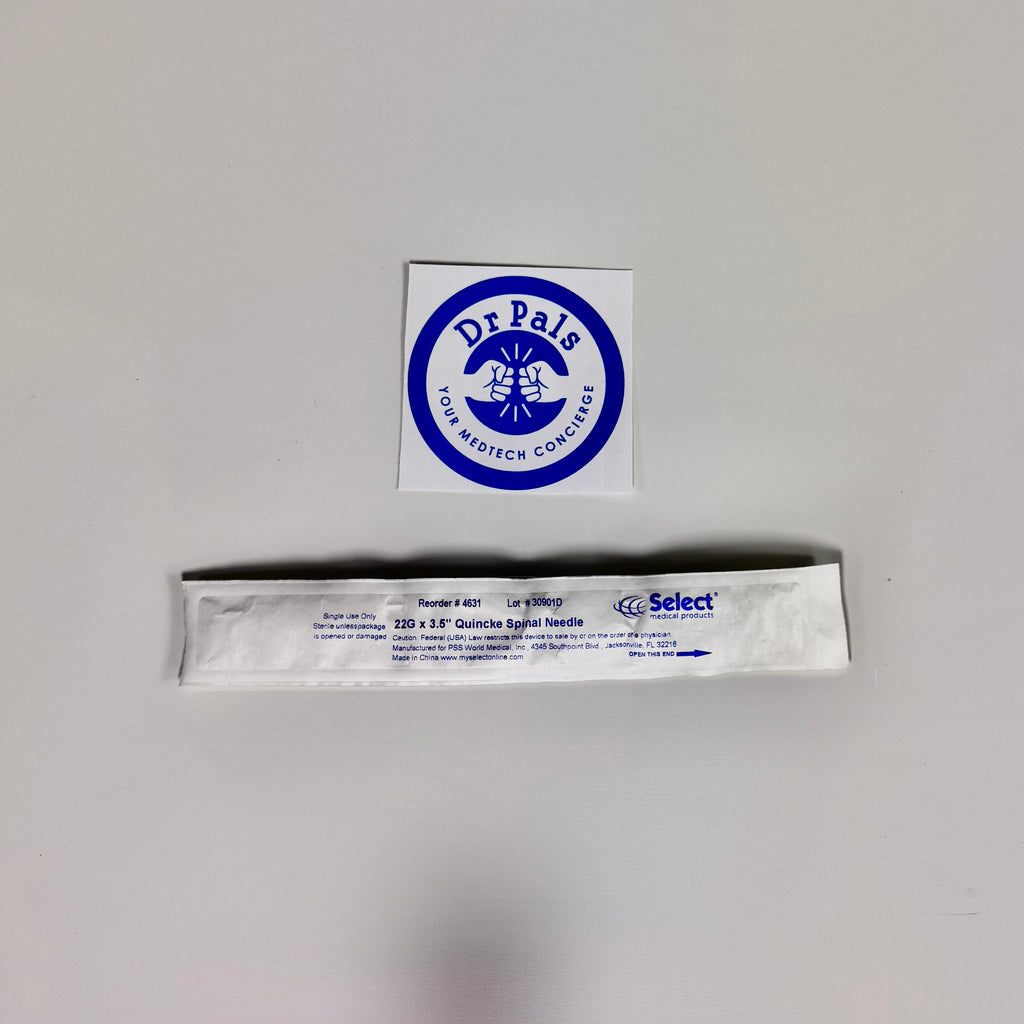 Dr Pals
YOUR MEDTECH CONCIERGE
Reorder # 4631 Lot # 30901D
Select®
medical products
Single Use Only
Sterile unless package
is opened or damaged
22G x 3.5" Quincke Spinal Needle
Caution: Federal (USA) Law restricts this device to sale by or on the order of a physician.
Manufactured for PSS World Medical, Inc., 4345 Southpoint Blvd., Jacksonville, FL 32216
Made in China www.myselectonline.com
OPEN THIS END